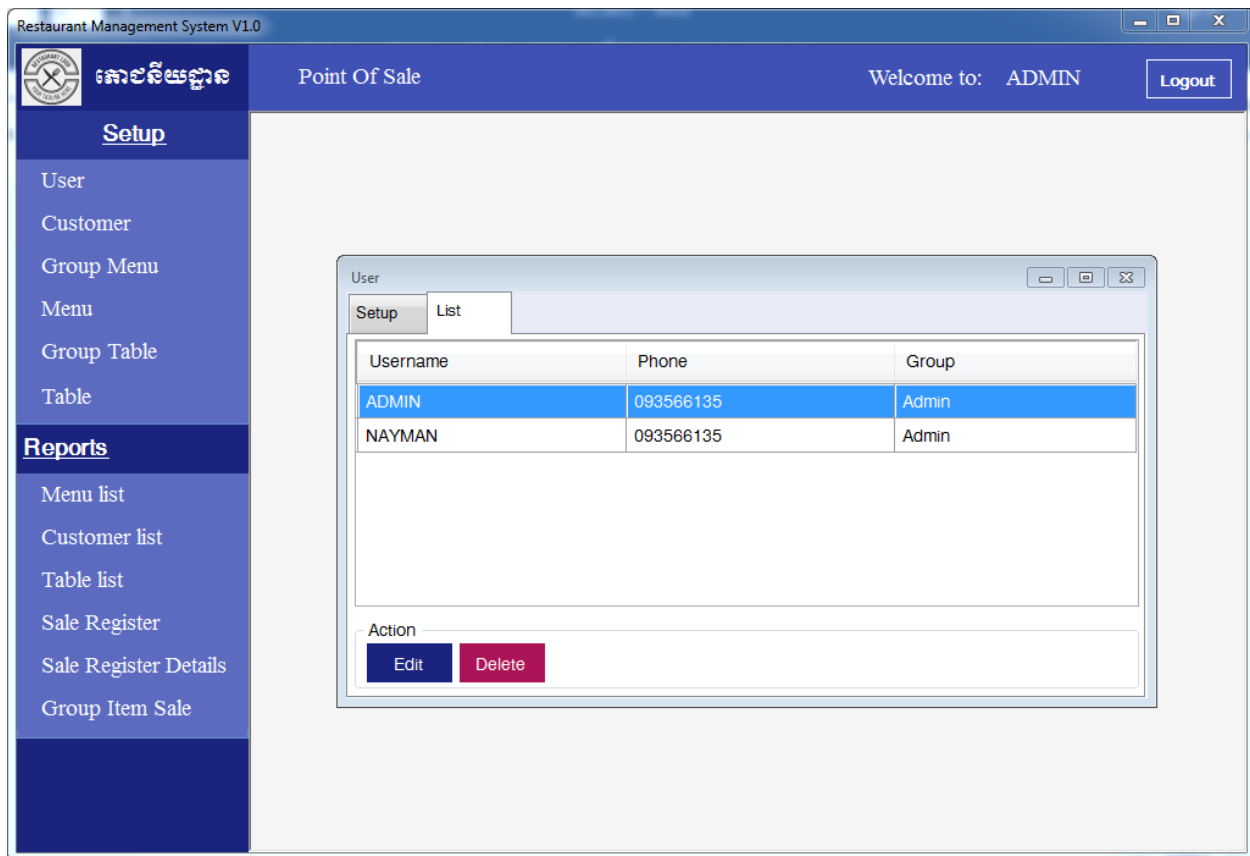 Restaurant Management System V1.0
ភោជនីយដ្ឋាន
Point Of Sale
Welcome to: ADMIN
Logout
Setup
User
Customer
Group Menu
Menu
Group Table
Table
Reports
Menu list
Customer list
Table list
Sale Register
Sale Register Details
Group Item Sale
User
Setup List
Username Phone Group
ADMIN 093566135 Admin
NAYMAN 093566135 Admin
Action
Edit Delete